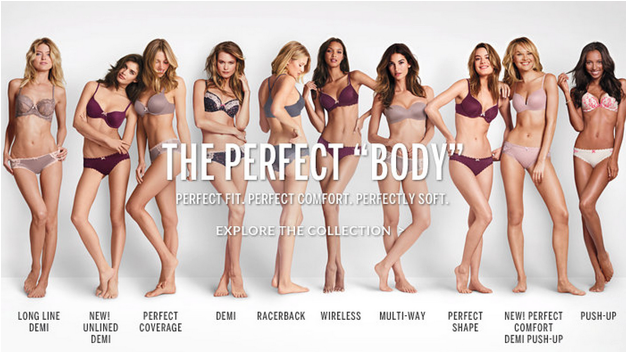 THE PERFECT “BODY”
PERFECT FIT. PERFECT COMFORT. PERFECTLY SOFT.
EXPLORE THE COLLECTION >
LONG LINE
DEMI
NEW!
UNLINED
DEMI
PERFECT
COVERAGE
DEMI
RACERBACK
WIRELESS
MULTI-WAY
PERFECT
SHAPE
NEW! PERFECT
COMFORT
DEMI PUSH-UP
PUSH-UP